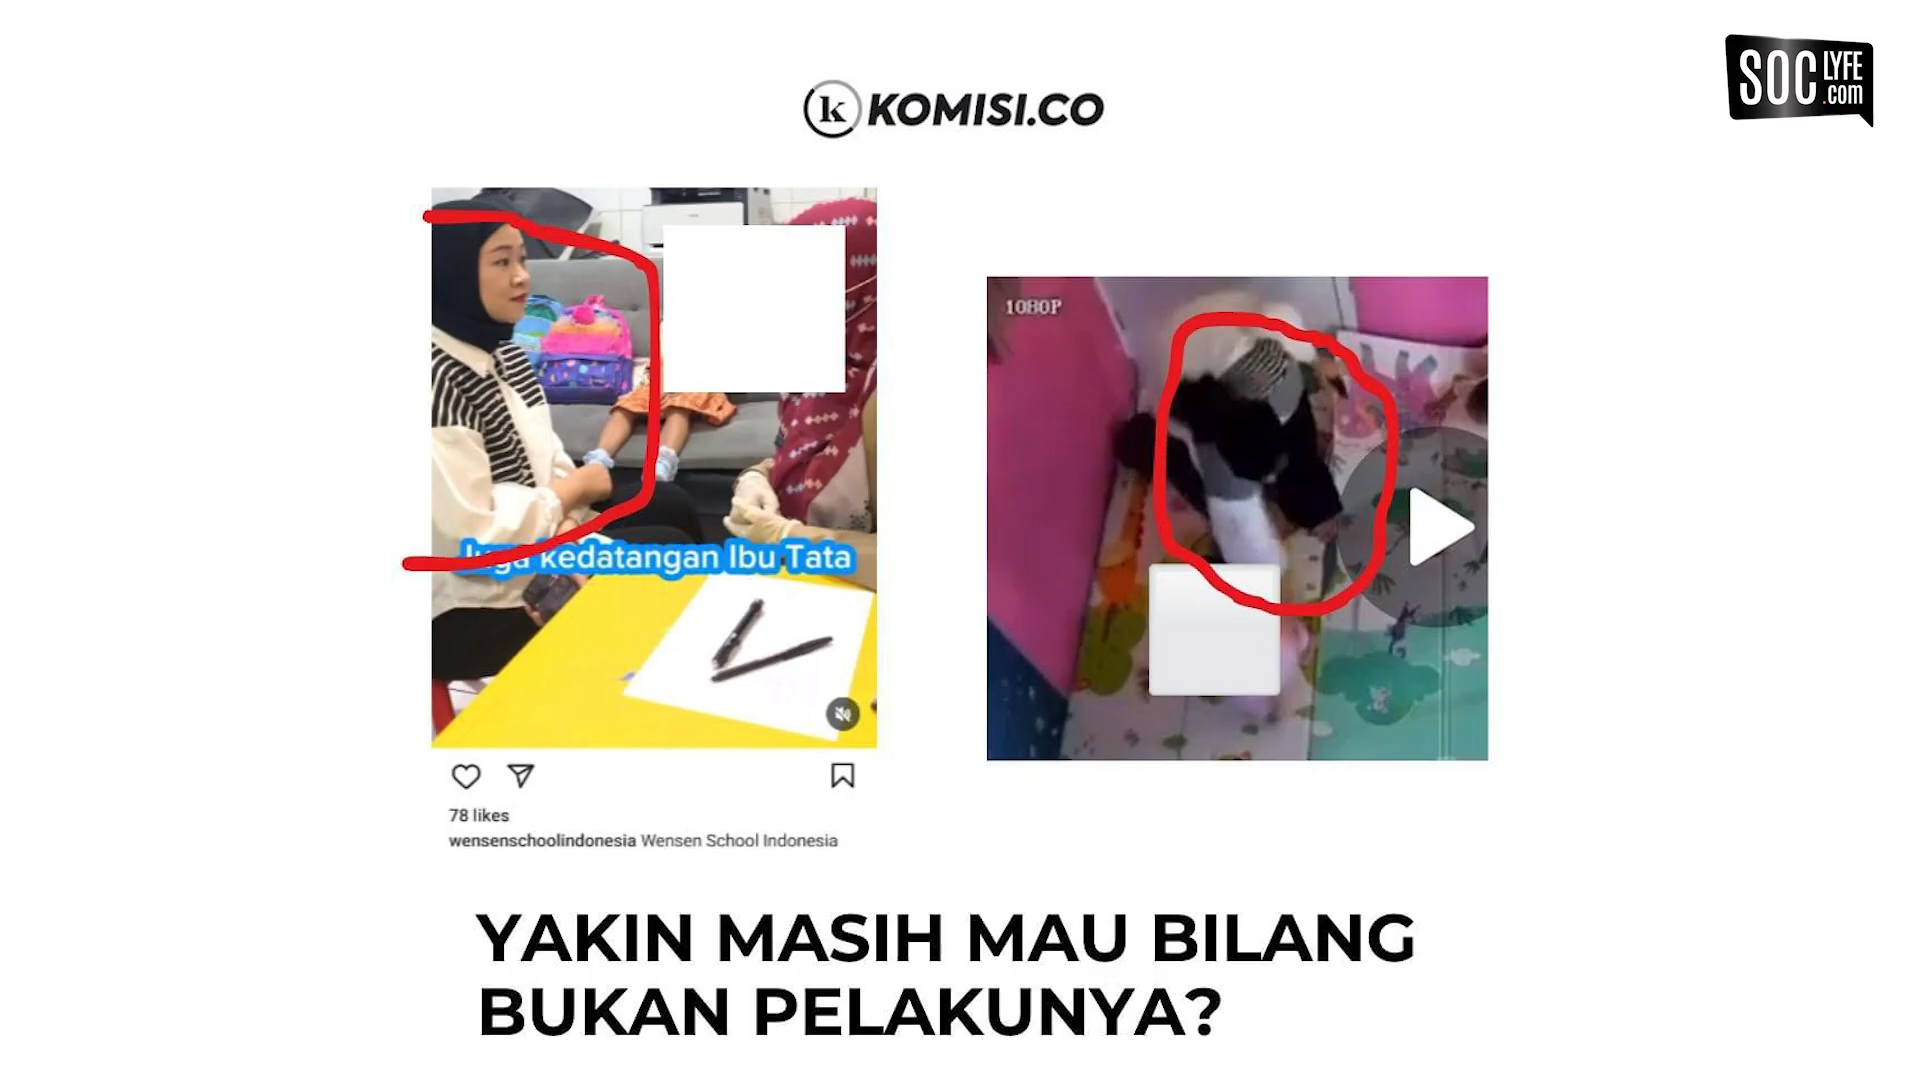 SOC LYFE
.com
k KOMISI.CO
1080P
kedatangan Ibu Tata
78 likes
wensenschoolindonesia Wensen School Indonesia
YAKIN MASIH MAU BILANG
BUKAN PELAKUNYA?